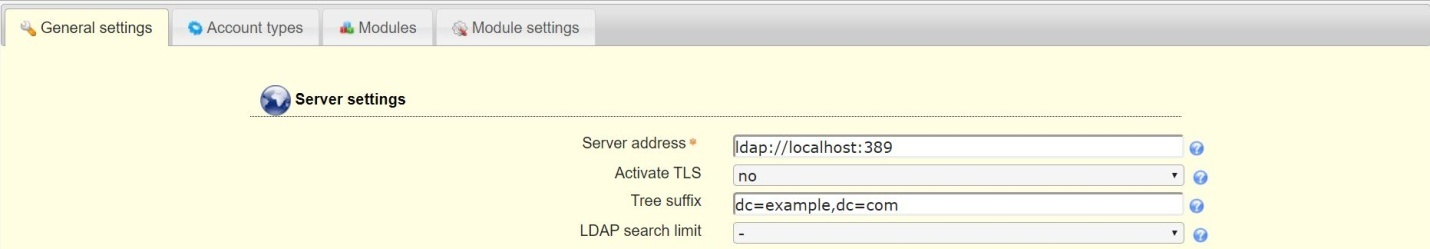 General settings Account types Modules Module settings
Server settings
Server address* ldap://localhost:389
Activate TLS no
Tree suffix dc=example,dc=com
LDAP search limit -